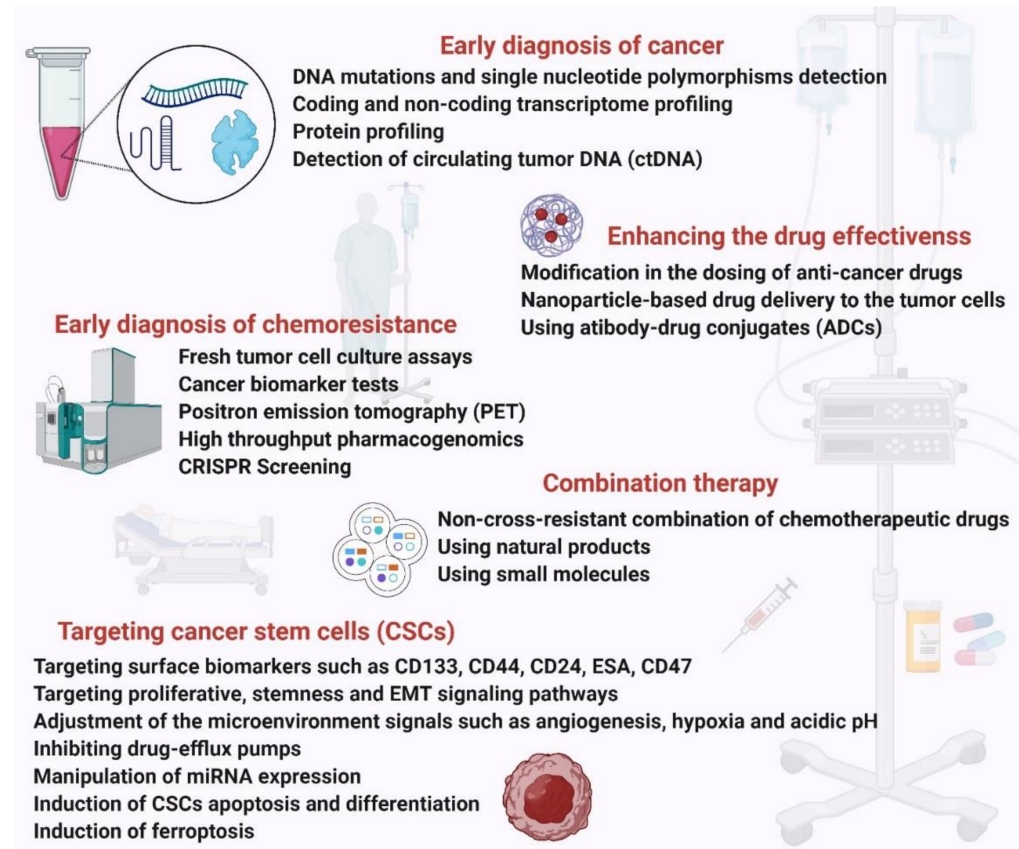 Early diagnosis of cancer
DNA mutations and single nucleotide polymorphisms detection
Coding and non-coding transcriptome profiling
Protein profiling
Detection of circulating tumor DNA (ctDNA)
Enhancing the drug effectivenss
Modification in the dosing of anti-cancer drugs
Nanoparticle-based drug delivery to the tumor cells
Using atibody-drug conjugates (ADCs)
Early diagnosis of chemoresistance
Fresh tumor cell culture assays
Cancer biomarker tests
Positron emission tomography (PET)
High throughput pharmacogenomics
CRISPR Screening
Combination therapy
Non-cross-resistant combination of chemotherapeutic drugs
Using natural products
Using small molecules
Targeting cancer stem cells (CSCs)
Targeting surface biomarkers such as CD133, CD44, CD24, ESA, CD47
Targeting proliferative, stemness and EMT signaling pathways
Adjustment of the microenvironment signals such as angiogenesis, hypoxia and acidic pH
Inhibiting drug-efflux pumps
Manipulation of miRNA expression
Induction of CSCs apoptosis and differentiation
Induction of ferroptosis